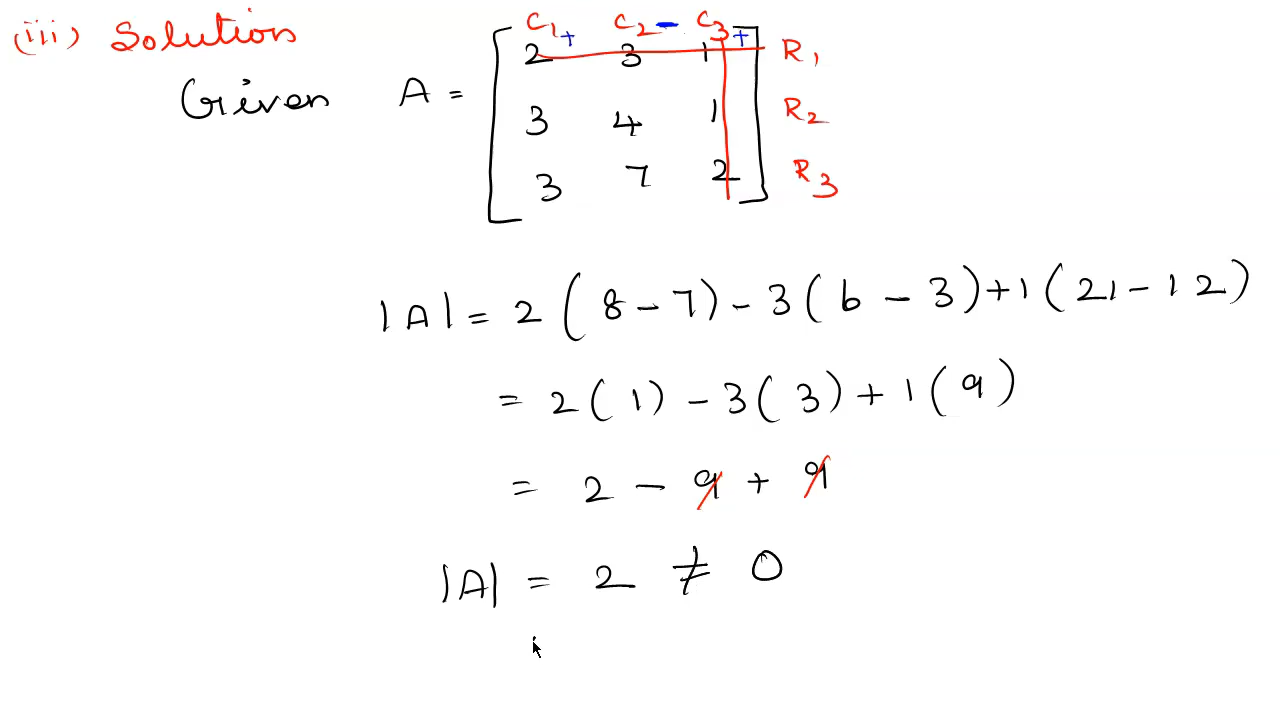 (iii) Solution
C1+ C2- C3+
Given A = [2 3 1] R1
3 4 1 R2
3 7 2 R3
|A| = 2(8-7)-3(6-3)+1(21-12)
= 2(1)-3(3)+1(9)
= 2-9+9
|A| = 2 ≠ 0